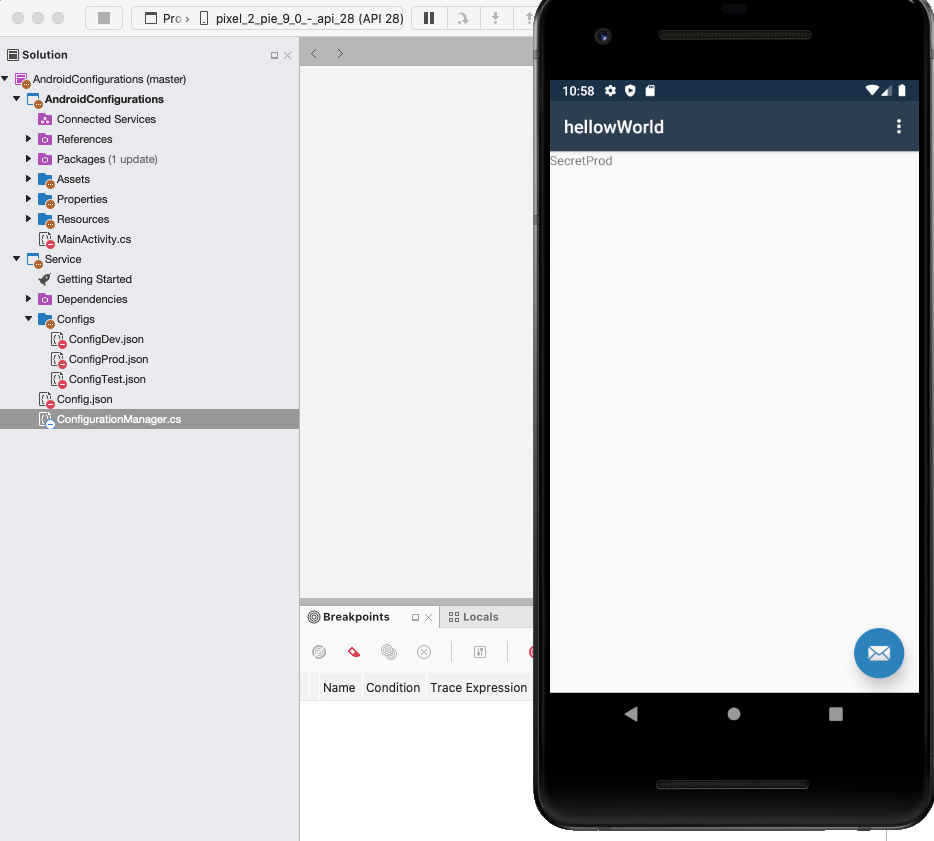 Pro › pixel_2_pie_9_0_-_api_28 (API 28)
Solution
AndroidConfigurations (master)
AndroidConfigurations
Connected Services
References
Packages (1 update)
Assets
Properties
Resources
MainActivity.cs
Service
Getting Started
Dependencies
Configs
ConfigDev.json
ConfigProd.json
ConfigTest.json
Config.json
ConfigurationManager.cs
Breakpoints
Locals
Name Condition Trace Expression
10:58
hellowWorld
SecretProd